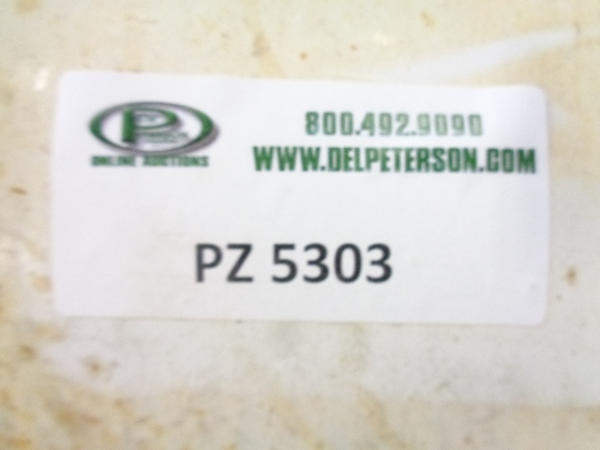 P
ONLINE AUCTIONS
800.492.9090
WWW.DELPETERSON.COM
PZ 5303